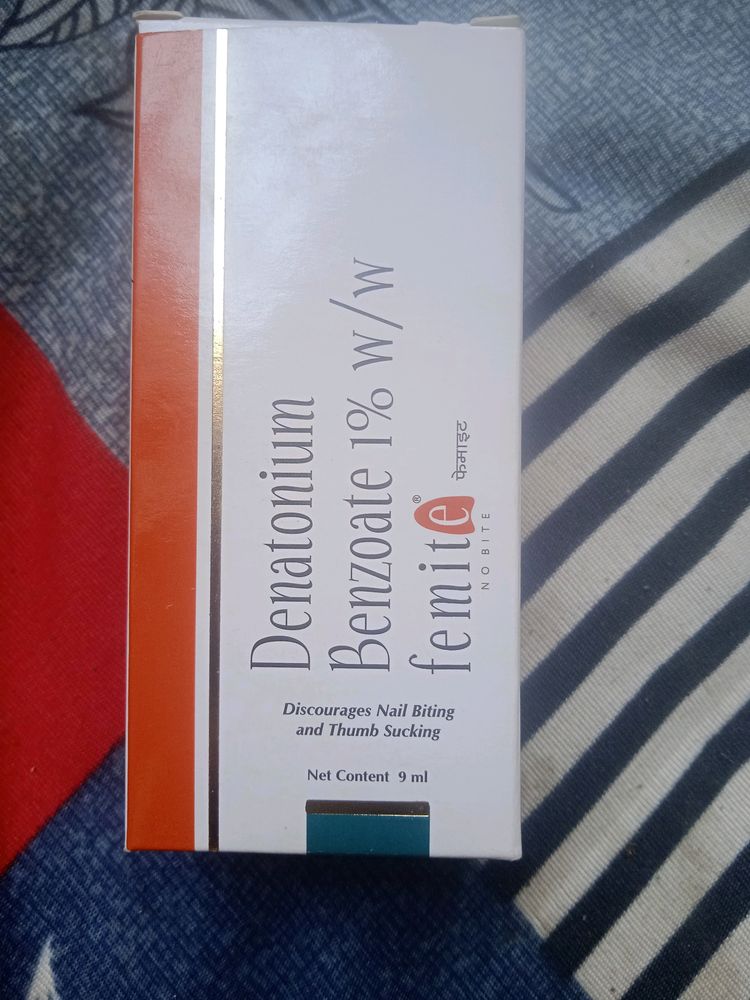 Denatonium
Benzoate 1% w/w
femite® फेमाइट
NO BITE
Discourages Nail Biting
and Thumb Sucking
Net Content 9 ml